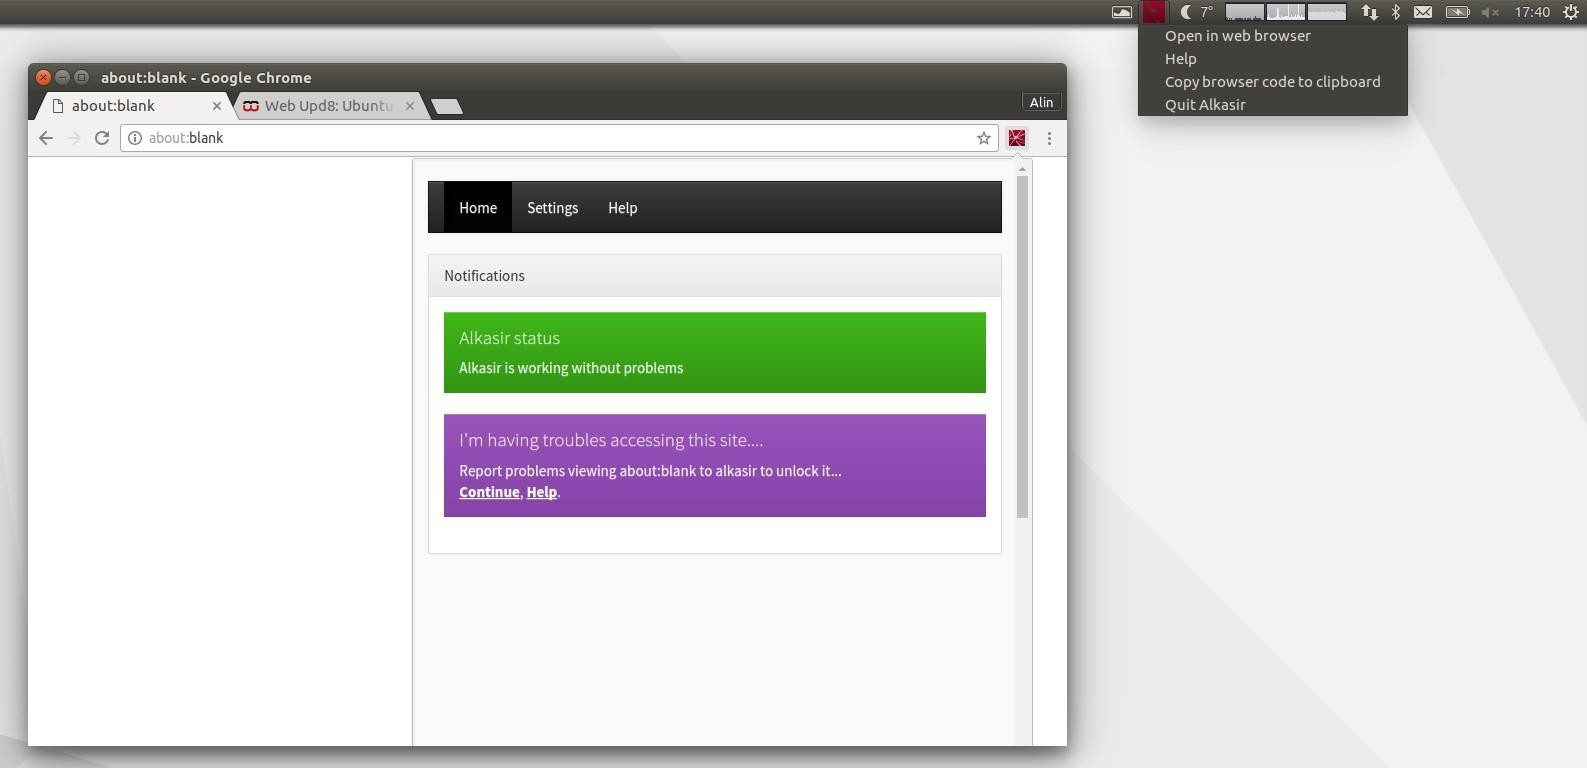 7° 17:40
Open in web browser
Help
Copy browser code to clipboard
Quit Alkasir
about:blank - Google Chrome
about:blank Web Upd8: Ubuntu Alin
about:blank
Home Settings Help
Notifications
Alkasir status
Alkasir is working without problems
I'm having troubles accessing this site....
Report problems viewing about:blank to alkasir to unlock it...
Continue, Help.